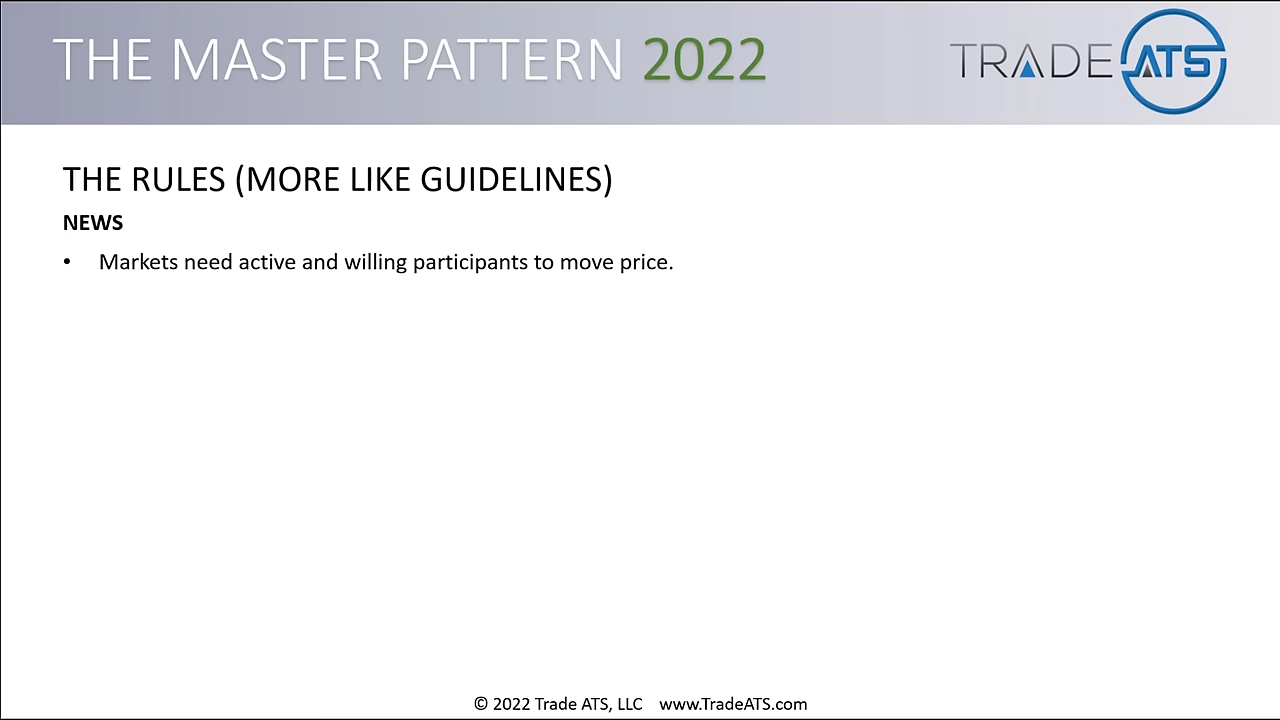 THE MASTER PATTERN 2022
TRADE ATS
THE RULES (MORE LIKE GUIDELINES)
NEWS
• Markets need active and willing participants to move price.
© 2022 Trade ATS, LLC www.TradeATS.com